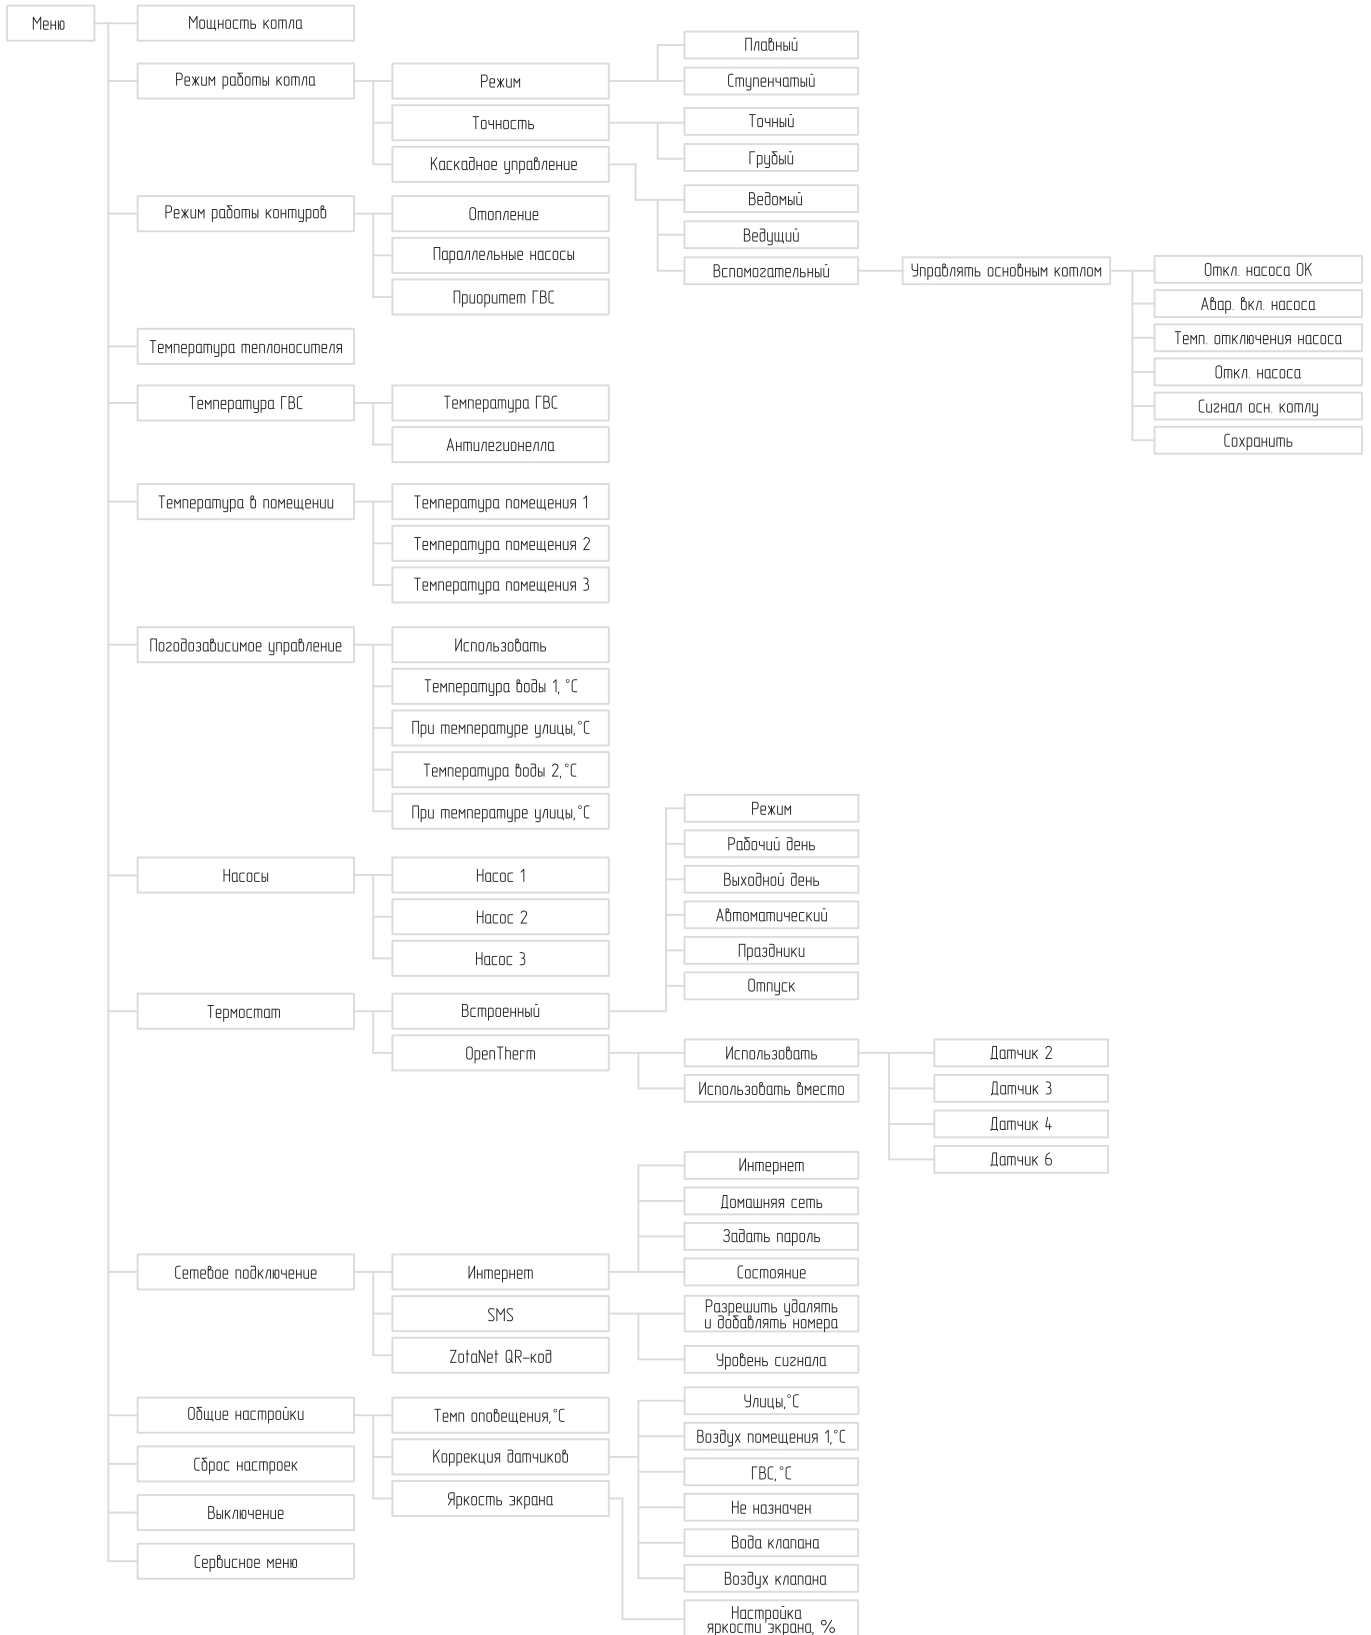 Меню
Мощность котла
Режим работы котла
Режим
Плавный
Ступенчатый
Точность
Точный
Грубый
Каскадное управление
Ведомый
Ведущий
Вспомогательный
Управлять основным котлом
Откл. насоса ОК
Авар. вкл. насоса
Темп. отключения насоса
Откл. насоса
Сигнал осн. котлу
Сохранить
Режим работы контуров
Отопление
Параллельные насосы
Приоритет ГВС
Температура теплоносителя
Температура ГВС
Температура ГВС
Антилегионелла
Температура в помещении
Температура помещения 1
Температура помещения 2
Температура помещения 3
Погодозависимое управление
Использовать
Температура воды 1, °С
При температуре улицы,°С
Температура воды 2,°С
При температуре улицы,°С
Насосы
Насос 1
Насос 2
Насос 3
Термостат
Встроенный
Режим
Рабочий день
Выходной день
Автоматический
Праздники
Отпуск
OpenTherm
Использовать
Датчик 2
Датчик 3
Датчик 4
Датчик 6
Использовать вместо
Сетевое подключение
Интернет
Интернет
Домашняя сеть
Задать пароль
Состояние
SMS
Разрешить удалять
и добавлять номера
Уровень сигнала
ZotaNet QR-код
Общие настройки
Темп оповещения,°С
Коррекция датчиков
Улицы,°С
Воздух помещения 1,°С
ГВС,°С
Не назначен
Вода клапана
Воздух клапана
Яркость экрана
Настройка
яркости экрана, %
Сброс настроек
Выключение
Сервисное меню